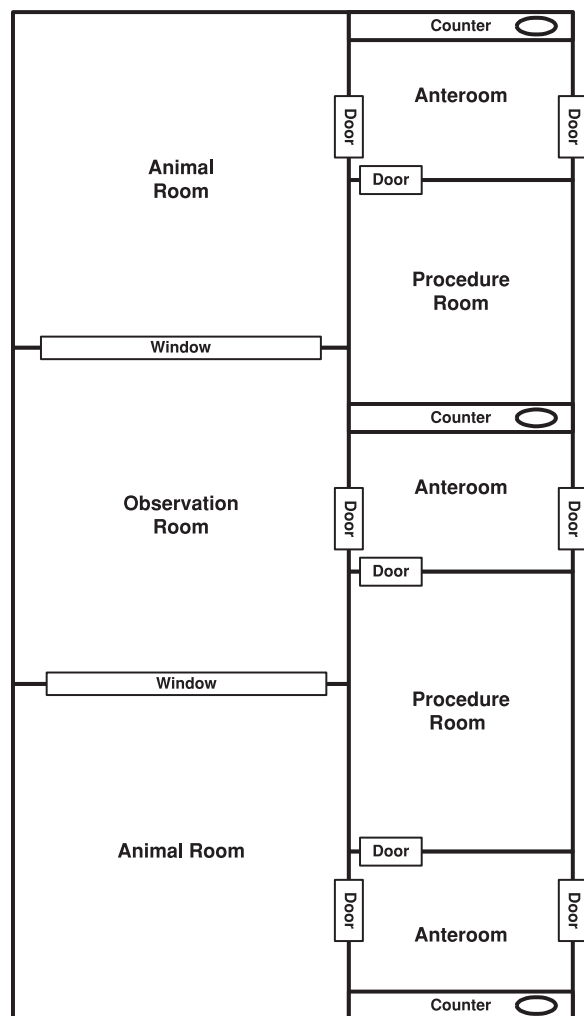 Counter
Anteroom
Door
Door
Animal
Room
Door
Procedure
Room
Window
Counter
Anteroom
Observation
Room
Door
Door
Door
Window
Procedure
Room
Animal Room
Door
Door
Door
Anteroom
Counter